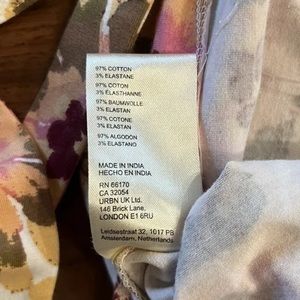 97% COTTON
3% ELASTANE
97% COTON
3% ÉLASTHANNE
97% BAUMWOLLE
3% ELASTAN
97% COTONE
3% ELASTAN
97% ALGODÓN
3% ELASTANO
MADE IN INDIA
HECHO EN INDIA
RN 66170
CA 32054
URBN UK Ltd.
146 Brick Lane,
LONDON E1 6RU
Leidsestraat 32, 1017 PB
Amsterdam, Netherlands